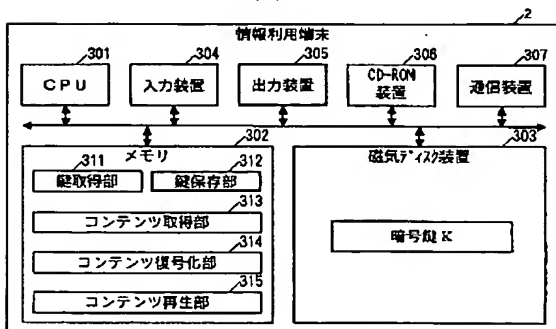 2
情報利用端末
301 304 305 306 307
CPU 入力装置 出力装置 CD-ROM装置 通信装置
302 303
メモリ 磁気ディスク装置
311 312
鍵取得部 鍵保存部
313
コンテンツ取得部
暗号鍵K
314
コンテンツ復号化部
315
コンテンツ再生部